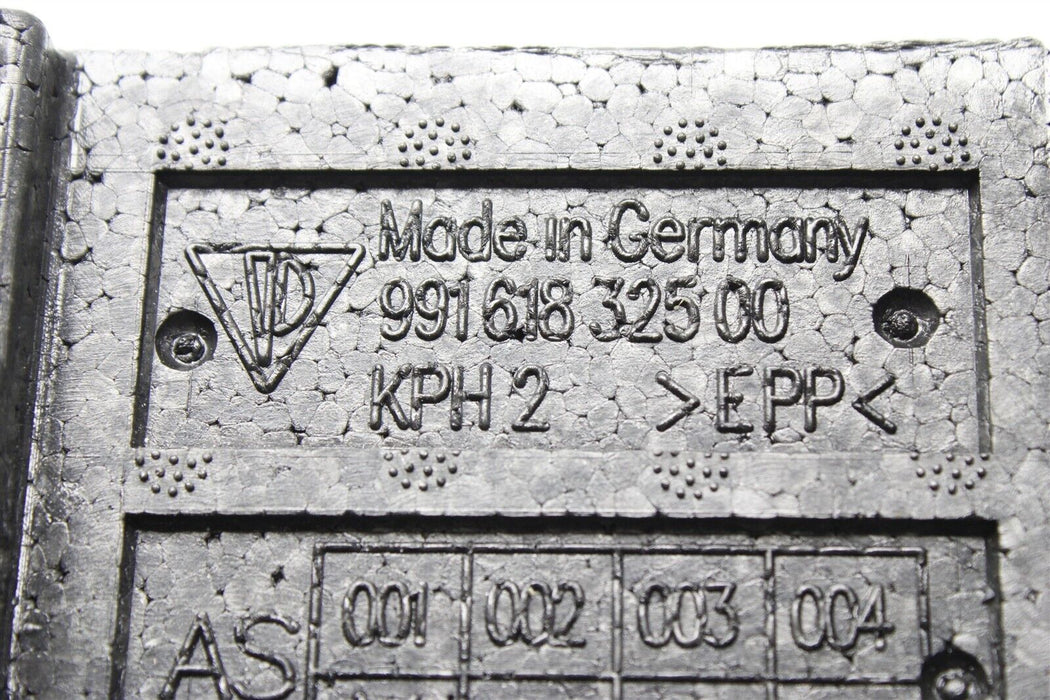 Made in Germany
991 618 325 00
KPH 2 >EPP<
001 002 003 004
AS